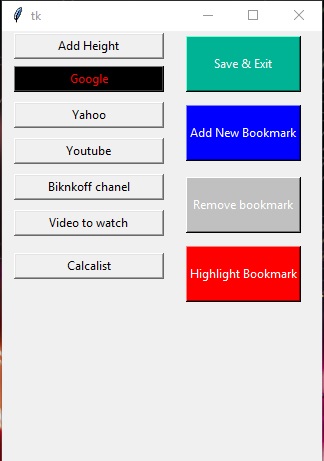 tk
Add Height
Google
Yahoo
Youtube
Biknkoff chanel
Video to watch
Calcalist
Save & Exit
Add New Bookmark
Remove bookmark
Highlight Bookmark